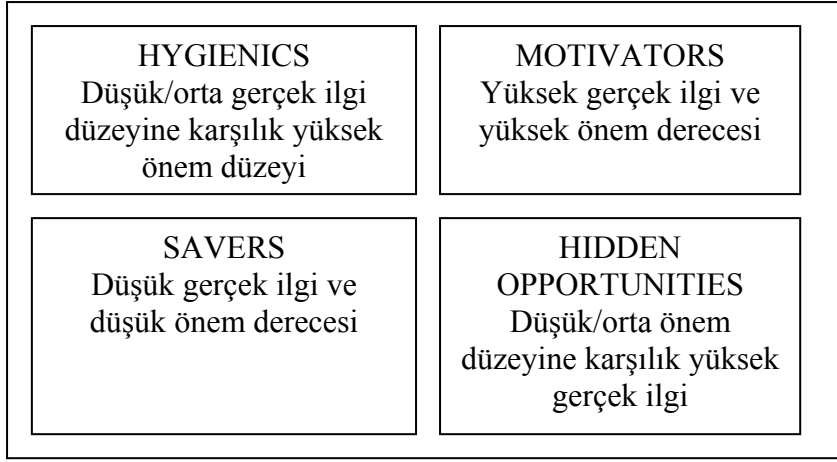 HYGIENICS
Düşük/orta gerçek ilgi
düzeyine karşılık yüksek
önem düzeyi
MOTIVATORS
Yüksek gerçek ilgi ve
yüksek önem derecesi
SAVERS
Düşük gerçek ilgi ve
düşük önem derecesi
HIDDEN
OPPORTUNITIES
Düşük/orta önem
düzeyine karşılık yüksek
gerçek ilgi